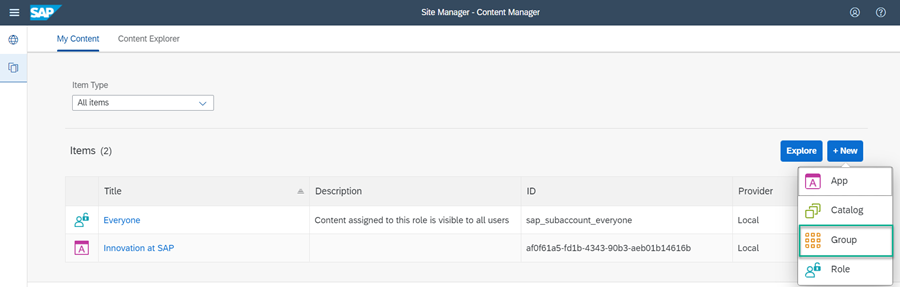 SAP
Site Manager - Content Manager
My Content Content Explorer
Item Type
All items
Items (2)
Explore + New
Title Description ID Provider
Everyone Content assigned to this role is visible to all users sap_subaccount_everyone Local
Innovation at SAP af0f61a5-fd1b-4343-90b3-aeb01b14616b Local
App
Catalog
Group
Role